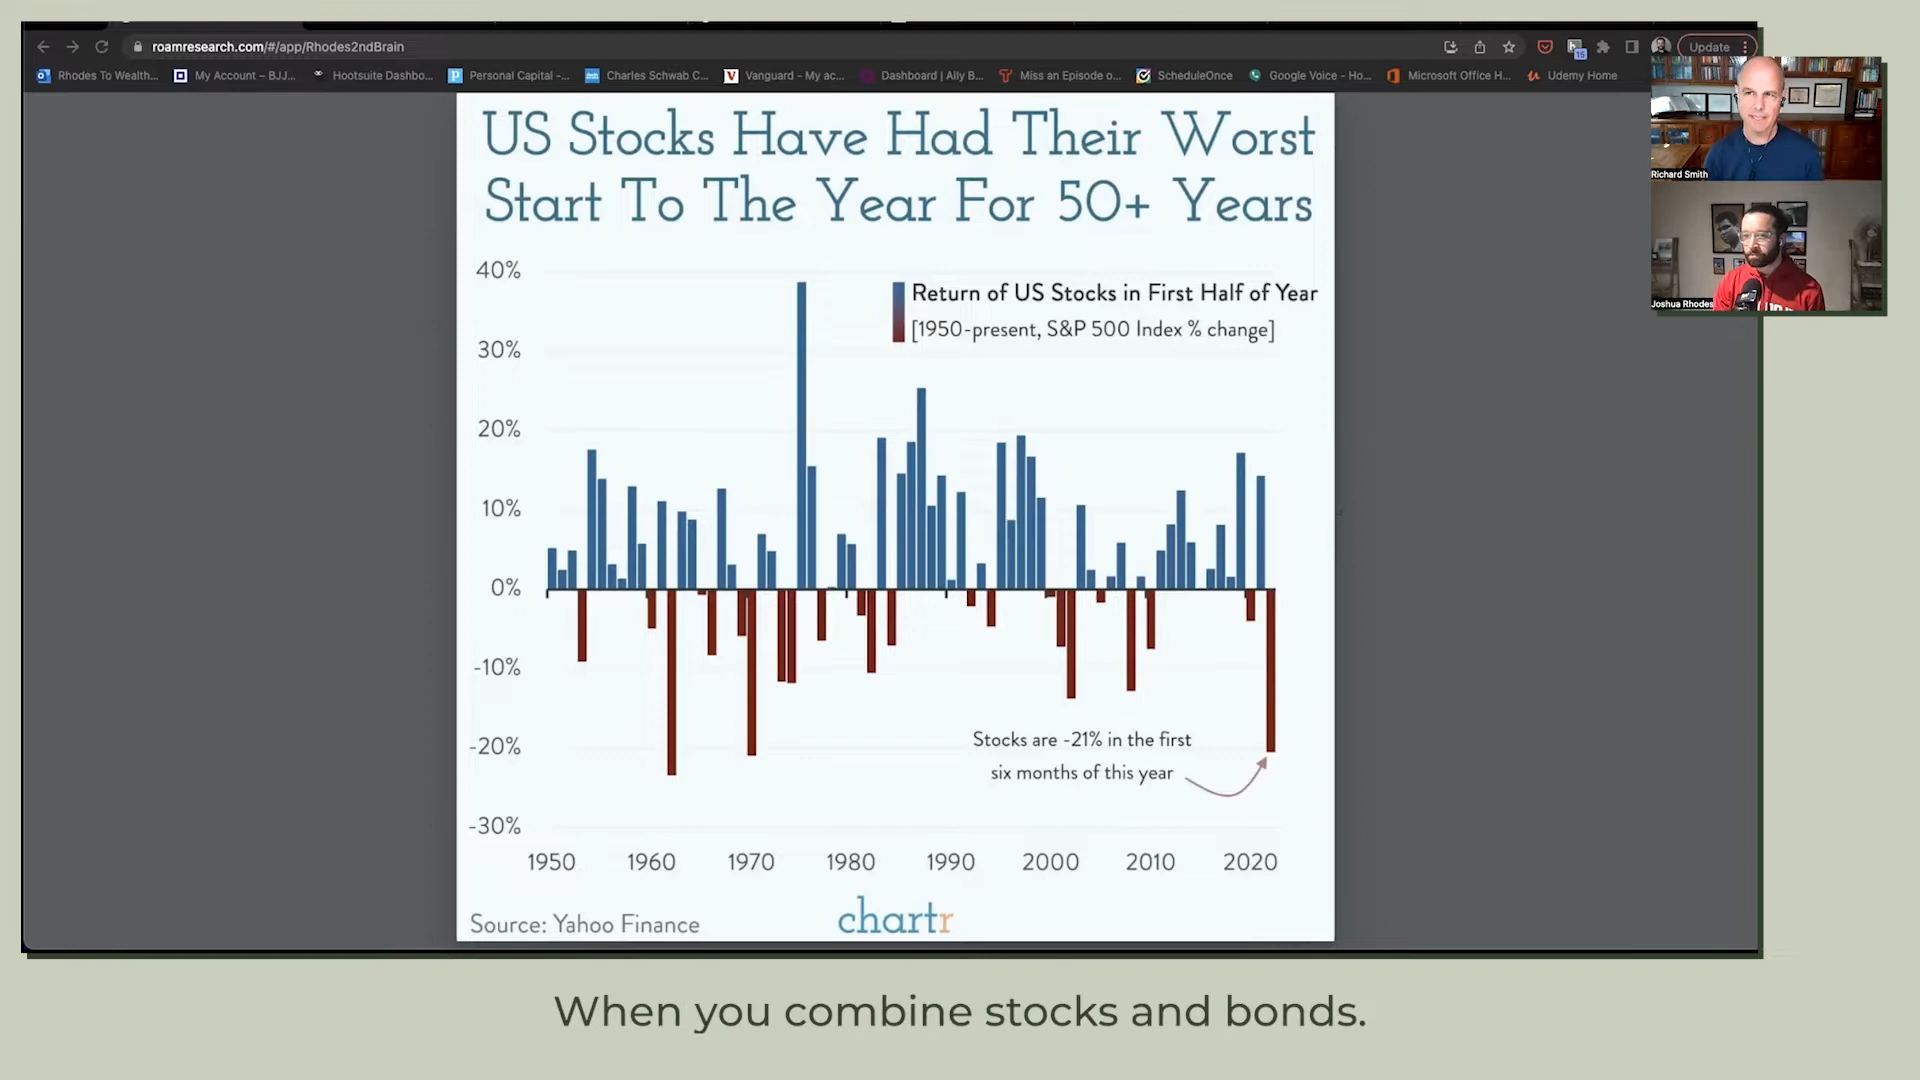 roamresearch.com/#/app/Rhodes2ndBrain
Update
Rhodes To Wealth...
My Account – BJJ...
Hootsuite Dashbo...
Personal Capital -...
Charles Schwab C...
Vanguard - My ac...
Dashboard | Ally B...
Miss an Episode o...
ScheduleOnce
Google Voice - Ho...
Microsoft Office H...
Udemy Home
Richard Smith
Joshua Rhodes
US Stocks Have Had Their Worst
Start To The Year For 50+ Years
40%
30%
20%
10%
0%
-10%
-20%
-30%
Return of US Stocks in First Half of Year
[1950-present, S&P 500 Index % change]
Stocks are -21% in the first
six months of this year
1950 1960 1970 1980 1990 2000 2010 2020
Source: Yahoo Finance
chartr
When you combine stocks and bonds.